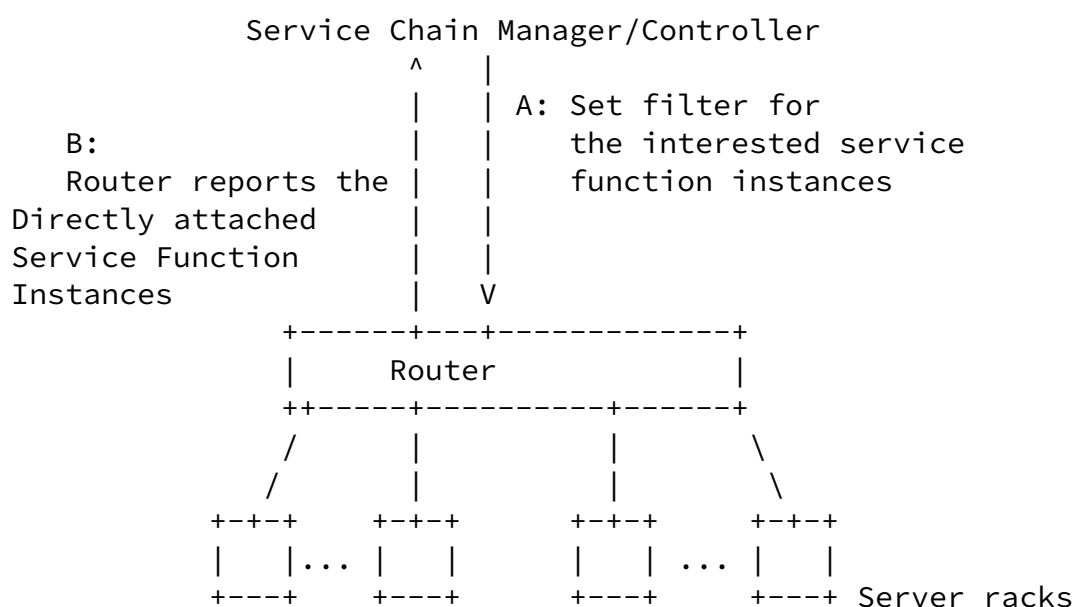 Service Chain Manager/Controller
^ |
| | A: Set filter for
B: | | the interested service
Router reports the | | function instances
Directly attached | |
Service Function | |
Instances | V
+------+---+-------------+
| Router |
++-----+----------+------+
/ | | \
/ | | \
+-+-+ +-+-+ +-+-+ +-+-+
| |... | | | | ... | |
+---+ +---+ +---+ +---+ Server racks